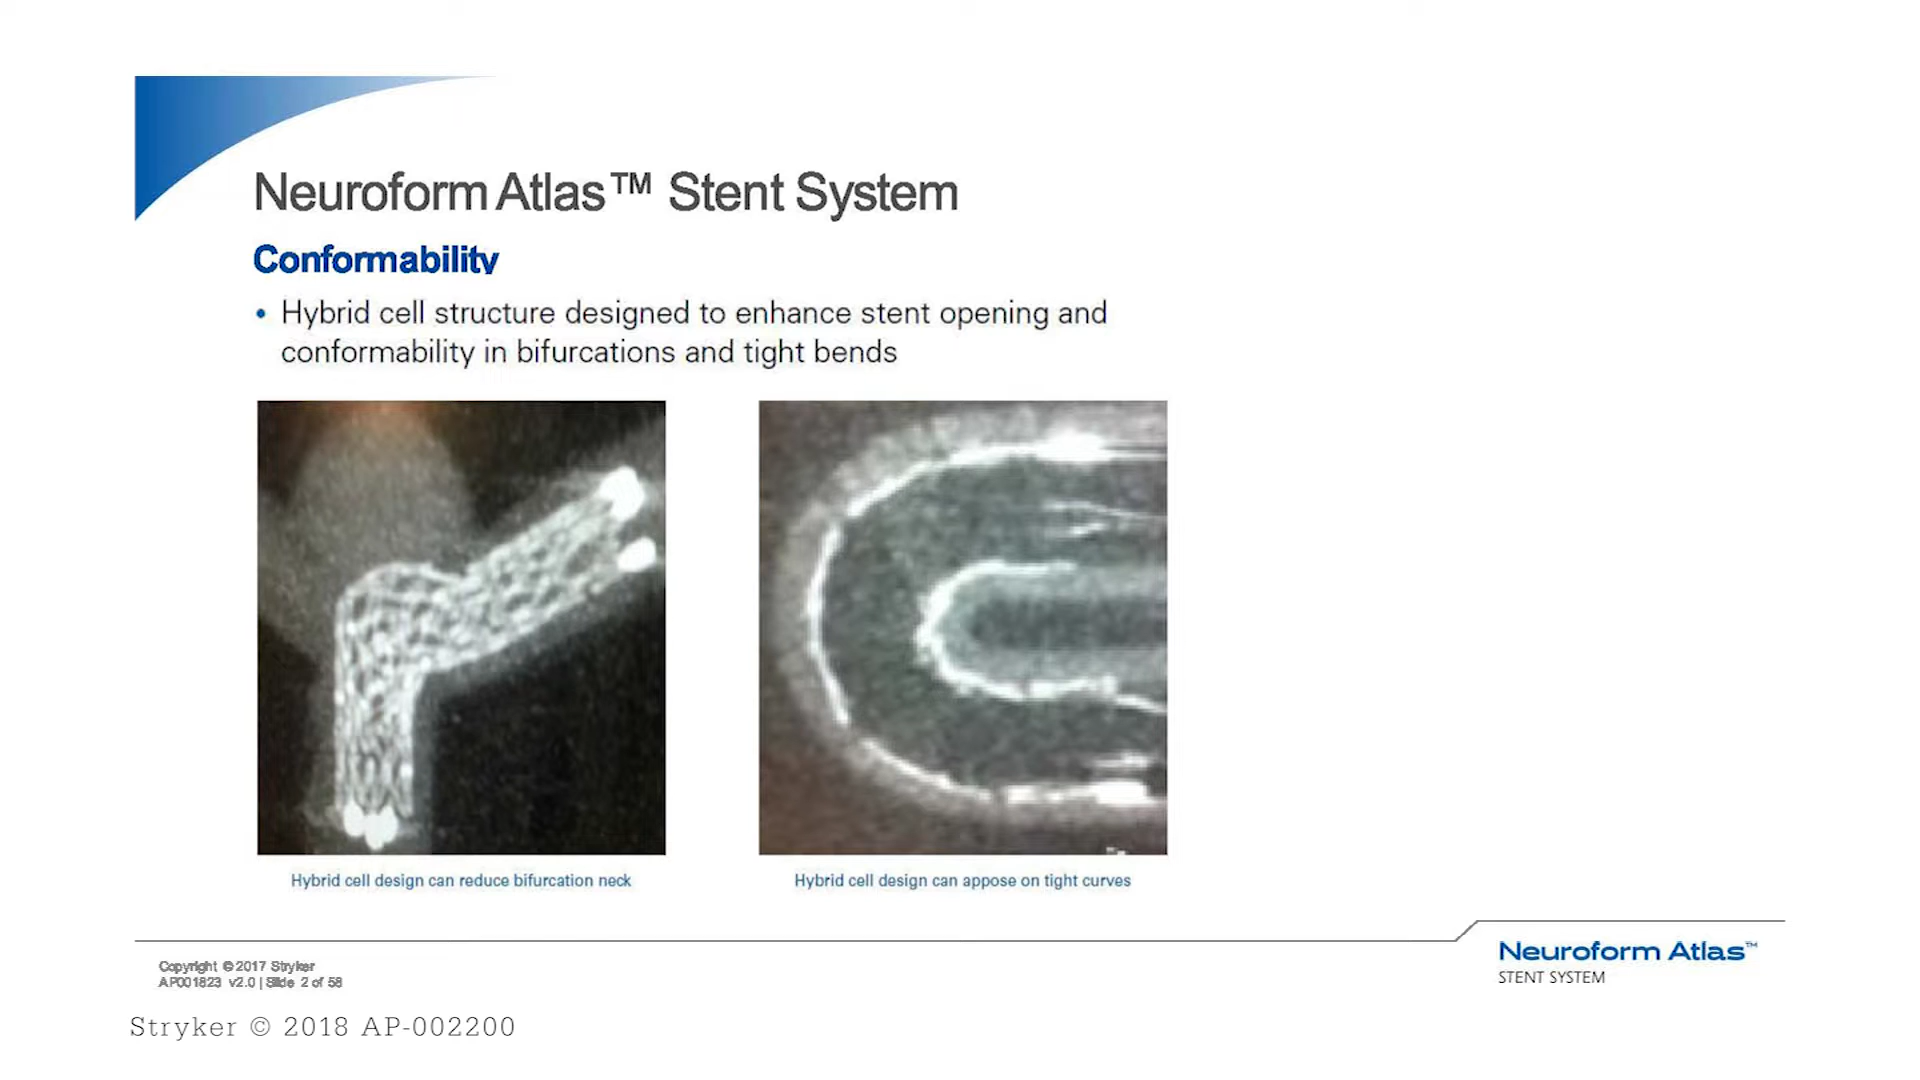 Neuroform Atlas™ Stent System
Conformability
• Hybrid cell structure designed to enhance stent opening and
conformability in bifurcations and tight bends
Hybrid cell design can reduce bifurcation neck
Hybrid cell design can appose on tight curves
Copyright © 2017 Stryker
AP001823 v2.0 | Slide 2 of 58
Neuroform Atlas™
STENT SYSTEM
Stryker © 2018 AP-002200